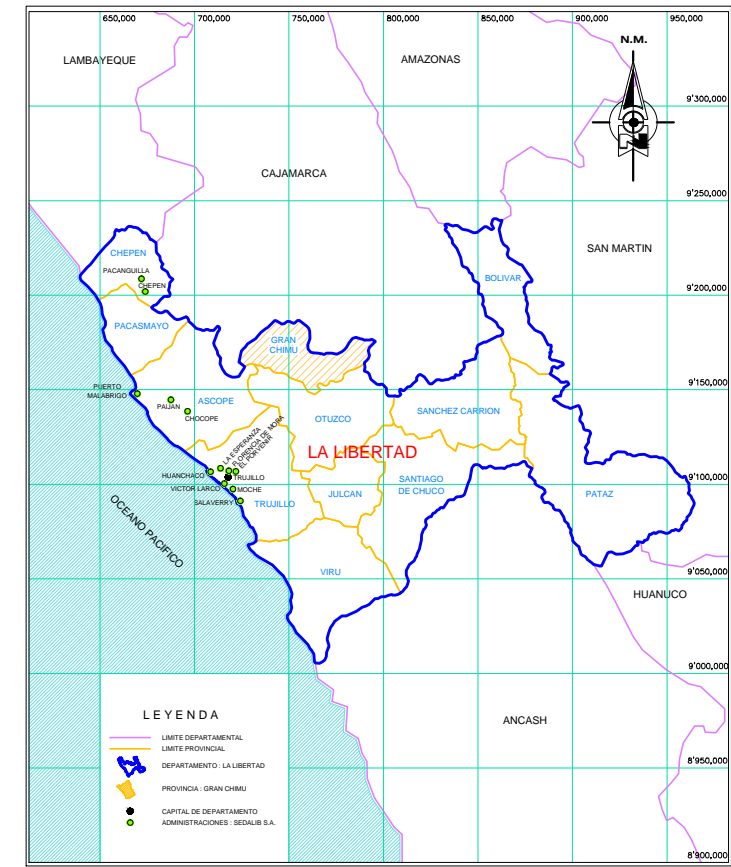 650,000
700,000
750,000
800,000
850,000
900,000
950,000
LAMBAYEQUE
AMAZONAS
N.M.
9'300,000
CAJAMARCA
9'250,000
SAN MARTIN
CHEPEN
PACANGUILLA
CHEPEN
BOLIVAR
9'200,000
PACASMAYO
GRAN
CHIMU
9'150,000
PUERTO
MALABRIGO
PAIJAN
ASCOPE
CHOCOPE
OTUZCO
SANCHEZ CARRION
LA LIBERTAD
LA ESPERANZA
FLORENCIA DE MORA
EL PORVENIR
HUANCHACO
TRUJILLO
VICTOR LARCO
MOCHE
SALAVERRY
TRUJILLO
JULCAN
SANTIAGO
DE CHUCO
PATAZ
9'100,000
OCEANO PACIFICO
VIRU
9'050,000
HUANUCO
9'000,000
ANCASH
LEYENDA
LIMITE DEPARTAMENTAL
LIMITE PROVINCIAL
DEPARTAMENTO : LA LIBERTAD
8'950,000
PROVINCIA : GRAN CHIMU
CAPITAL DE DEPARTAMENTO
ADMINISTRACIONES : SEDALIB S.A.
8'900,000